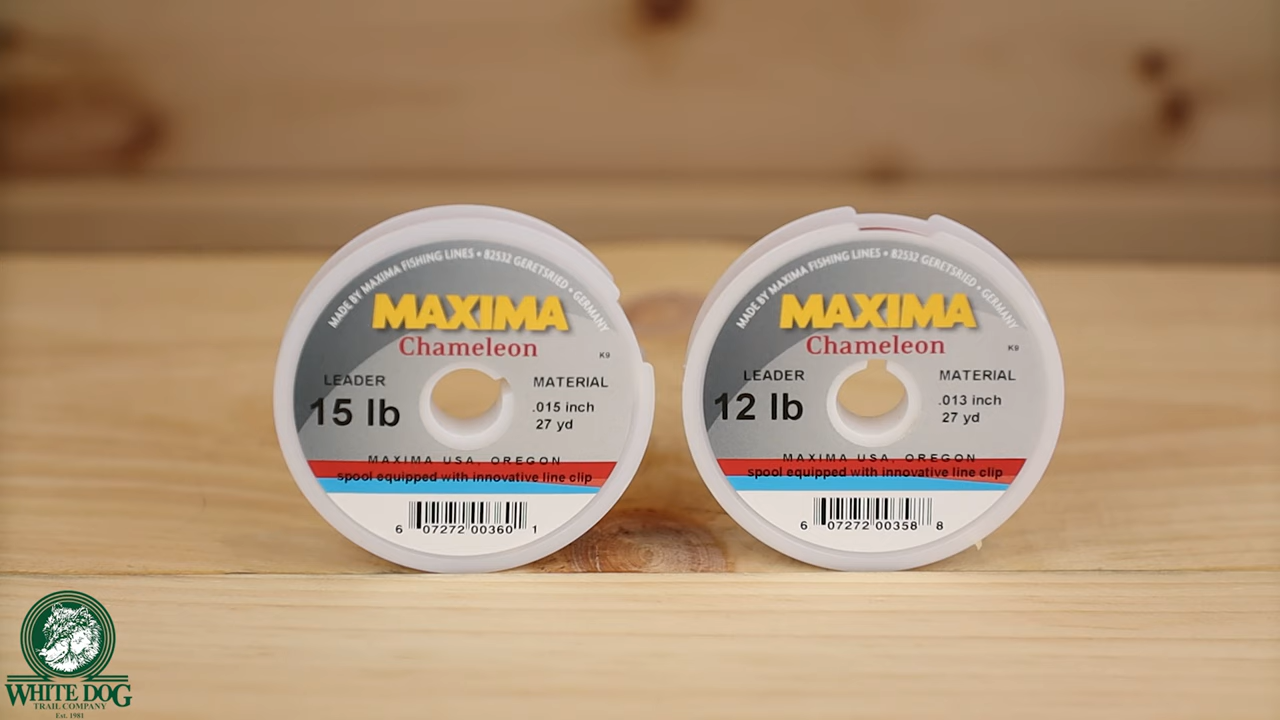 MADE BY MAXIMA FISHING LINES • 82532 GERETSRIED • GERMANY
MAXIMA
Chameleon
K9
LEADER
MATERIAL
15 lb
.015 inch
27 yd
MAXIMA USA, OREGON
spool equipped with innovative line clip
6 07272 00360 1
MADE BY MAXIMA FISHING LINES • 82532 GERETSRIED • GERMANY
MAXIMA
Chameleon
K9
LEADER
MATERIAL
12 lb
.013 inch
27 yd
MAXIMA USA, OREGON
spool equipped with innovative line clip
6 07272 00358 8
WHITE DOG
TRAIL COMPANY
Est. 1981